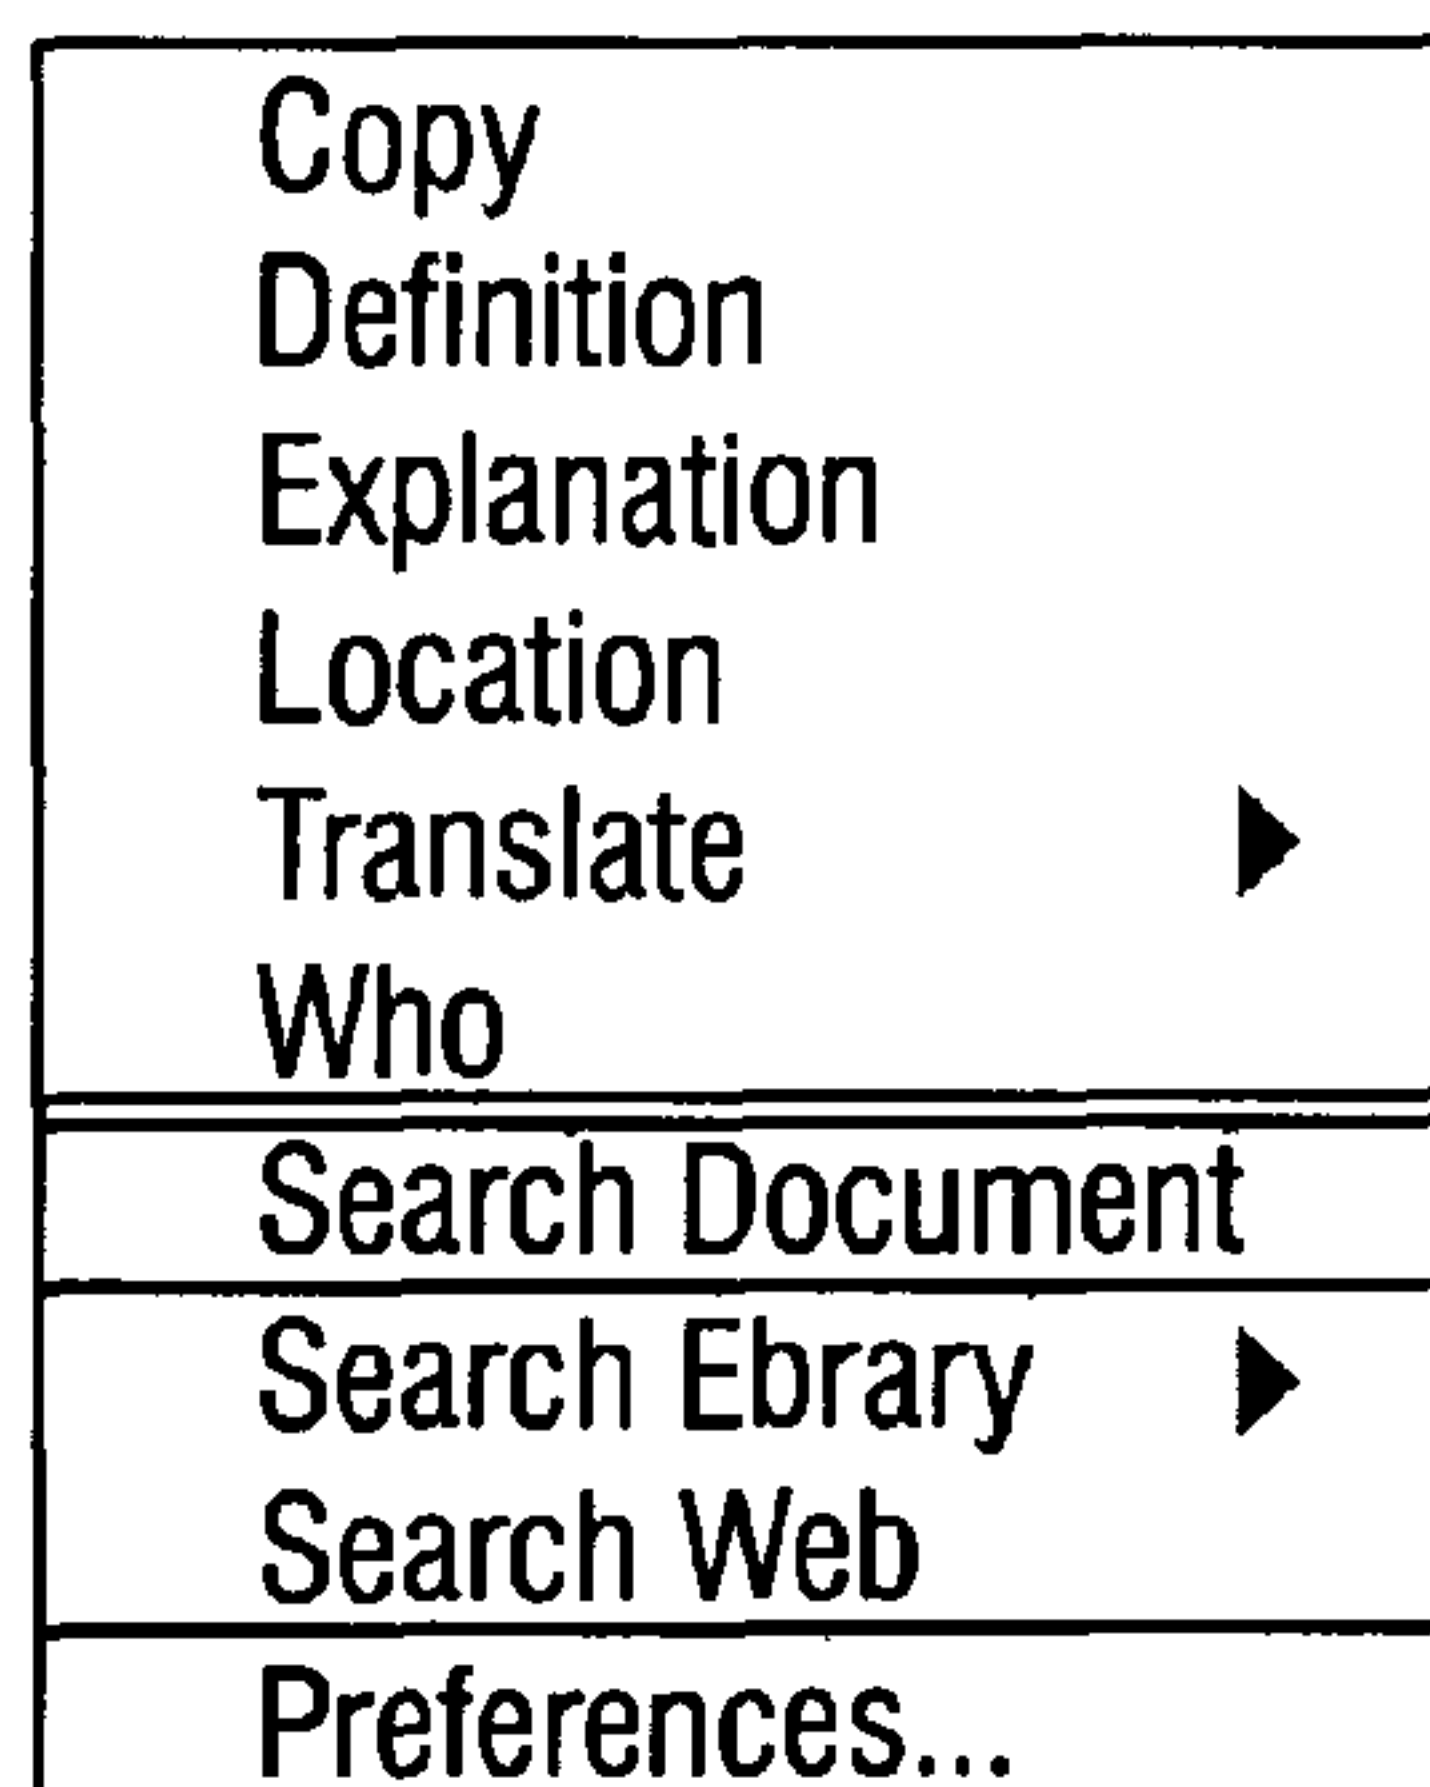 Copy
Definition
Explanation
Location
Translate
Who
Search Document
Search Ebrary
Search Web
Preferences...